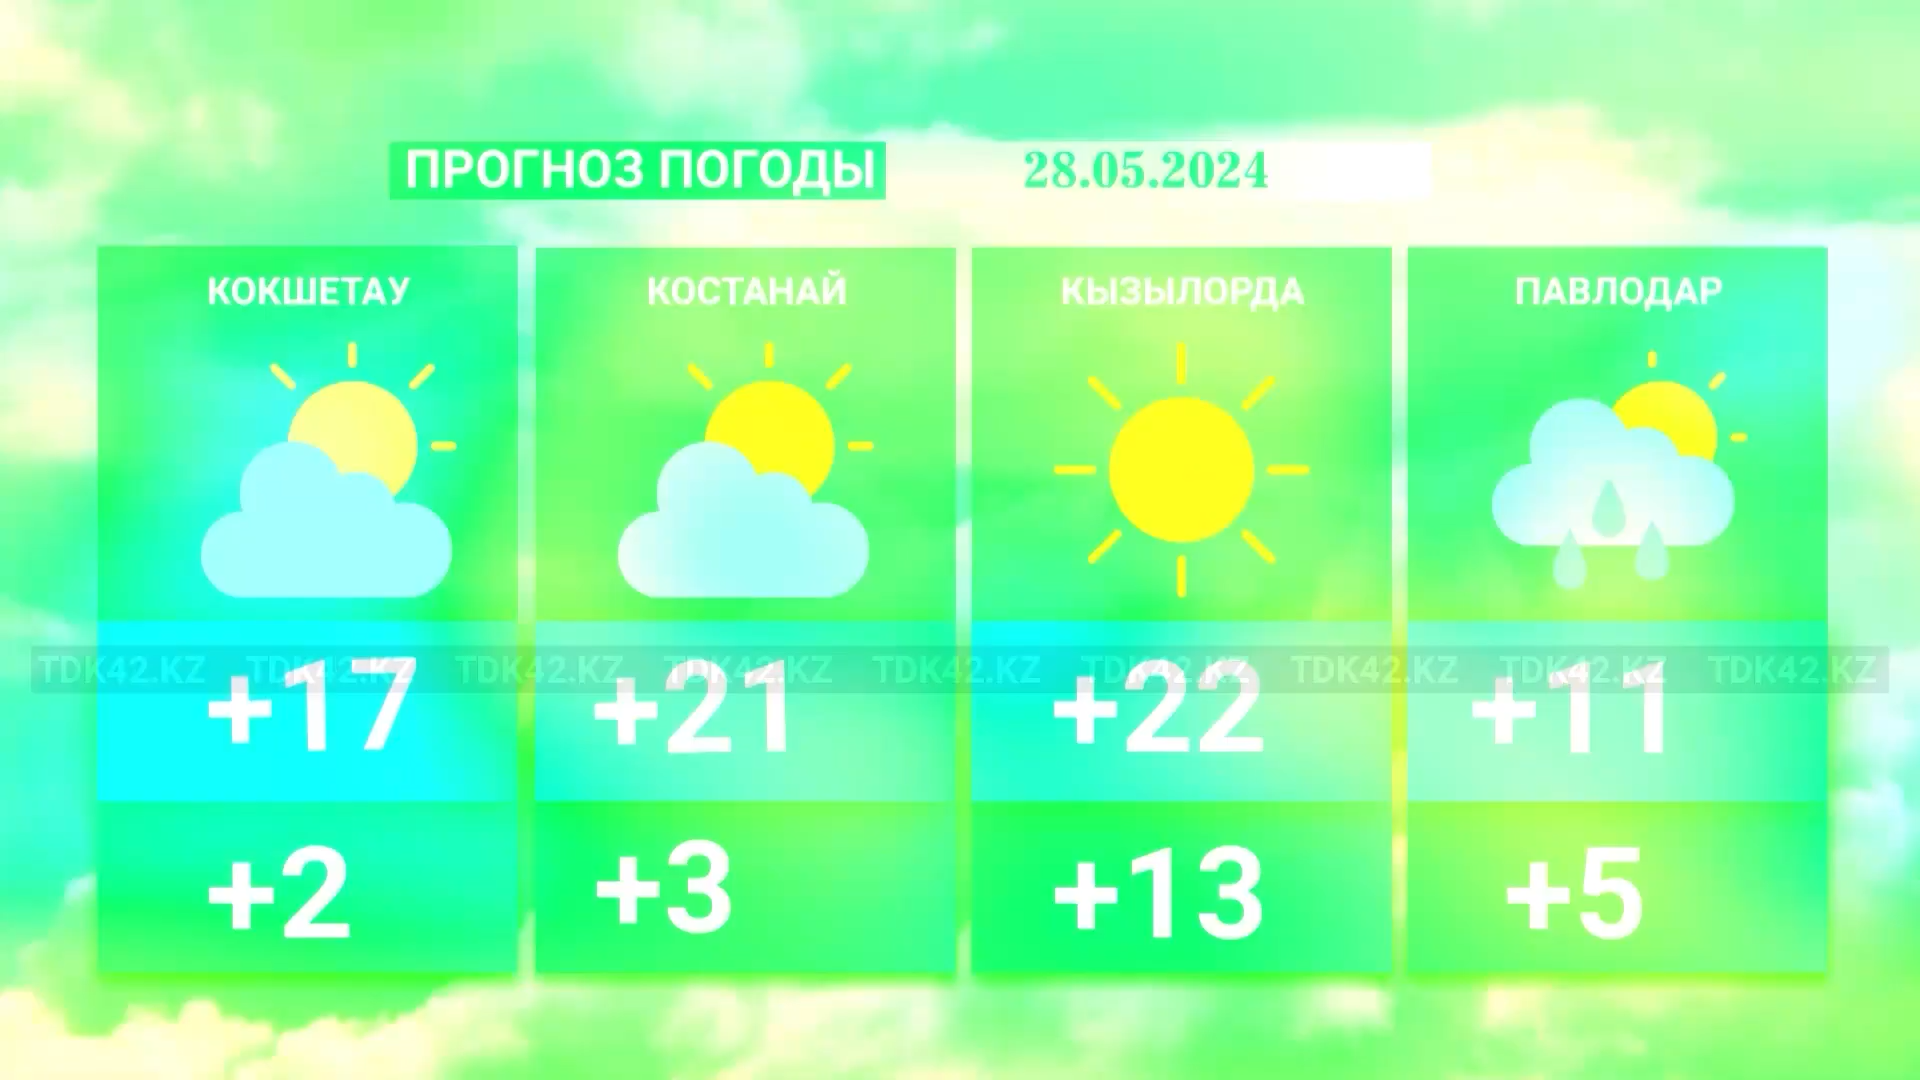 ПРОГНОЗ ПОГОДЫ 28.05.2024
КОКШЕТАУ КОСТАНАЙ КЫЗЫЛОРДА ПАВЛОДАР
TDK42.KZ TDK42.KZ TDK42.KZ TDK42.KZ TDK42.KZ TDK42.KZ TDK42.KZ TDK42.KZ TDK42.KZ
+17 +21 +22 +11
+2 +3 +13 +5